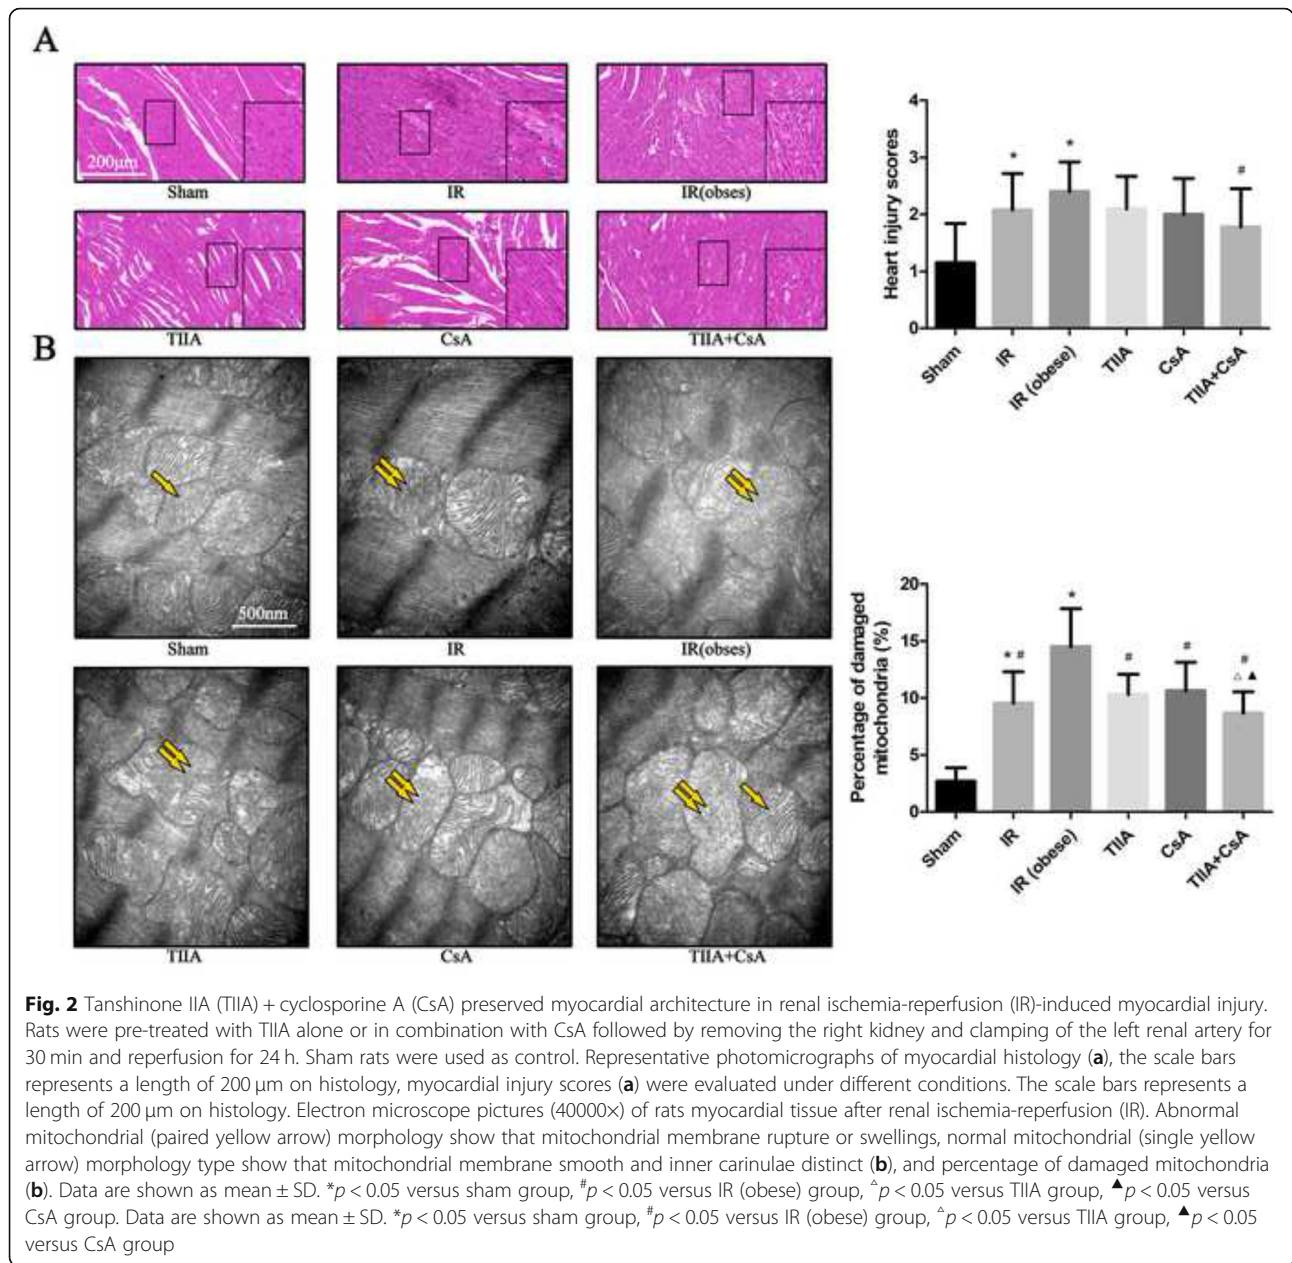 A
200μm
Sham
IR
IR(obses)
TIIA
CsA
TIIA+CsA
Heart injury scores
4
3
2
1
0
*
*
#
Sham
IR
IR (obese)
TIIA
CsA
TIIA+CsA
B
500nm
Sham
IR
IR(obses)
TIIA
CsA
TIIA+CsA
Percentage of damaged
mitochondria (%)
20
15
10
5
0
* #
*
#
#
#
△ ▲
Sham
IR
IR (obese)
TIIA
CsA
TIIA+CsA
Fig. 2 Tanshinone IIA (TIIA) + cyclosporine A (CsA) preserved myocardial architecture in renal ischemia-reperfusion (IR)-induced myocardial injury.
Rats were pre-treated with TIIA alone or in combination with CsA followed by removing the right kidney and clamping of the left renal artery for
30 min and reperfusion for 24 h. Sham rats were used as control. Representative photomicrographs of myocardial histology (a), the scale bars
represents a length of 200 μm on histology, myocardial injury scores (a) were evaluated under different conditions. The scale bars represents a
length of 200 μm on histology. Electron microscope pictures (40000×) of rats myocardial tissue after renal ischemia-reperfusion (IR). Abnormal
mitochondrial (paired yellow arrow) morphology show that mitochondrial membrane rupture or swellings, normal mitochondrial (single yellow
arrow) morphology type show that mitochondrial membrane smooth and inner carinulae distinct (b), and percentage of damaged mitochondria
(b). Data are shown as mean ± SD. *p < 0.05 versus sham group, #p < 0.05 versus IR (obese) group, △p < 0.05 versus TIIA group, ▲p < 0.05 versus
CsA group. Data are shown as mean ± SD. *p < 0.05 versus sham group, #p < 0.05 versus IR (obese) group, △p < 0.05 versus TIIA group, ▲p < 0.05
versus CsA group